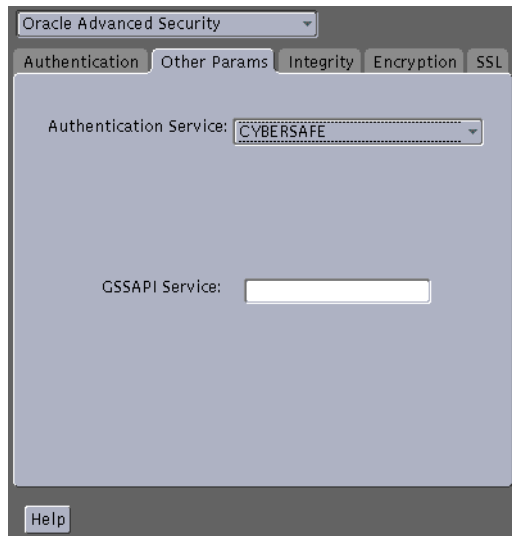 Oracle Advanced Security
Authentication Other Params Integrity Encryption SSL
Authentication Service: CYBERSAFE
GSSAPI Service:
Help